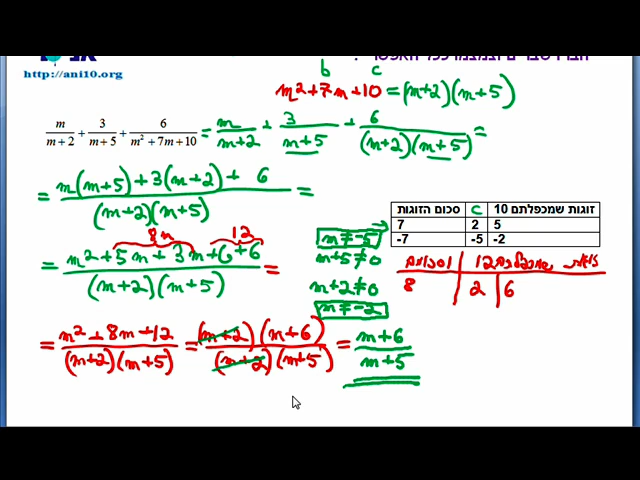 http://ani10.org
b c
m²+7m+10=(m+2)(m+5)
m/(m+2) + 3/(m+5) + 6/(m²+7m+10) = m/(m+2) + 3/(m+5) + 6/((m+2)(m+5)) =
= (m(m+5)+3(m+2)+6)/((m+2)(m+5)) =
זוגות שמכפלתם 10 c סכום הזוגות
7 2 5
-7 -5 -2
8m 12
= (m²+5m+3m+6+6)/((m+2)(m+5)) =
m≠-5
m+5≠0
m+2≠0
m≠-2
8 2 6
= (m²+8m+12)/((m+2)(m+5)) = ((m+2)(m+6))/((m+2)(m+5)) = (m+6)/(m+5)